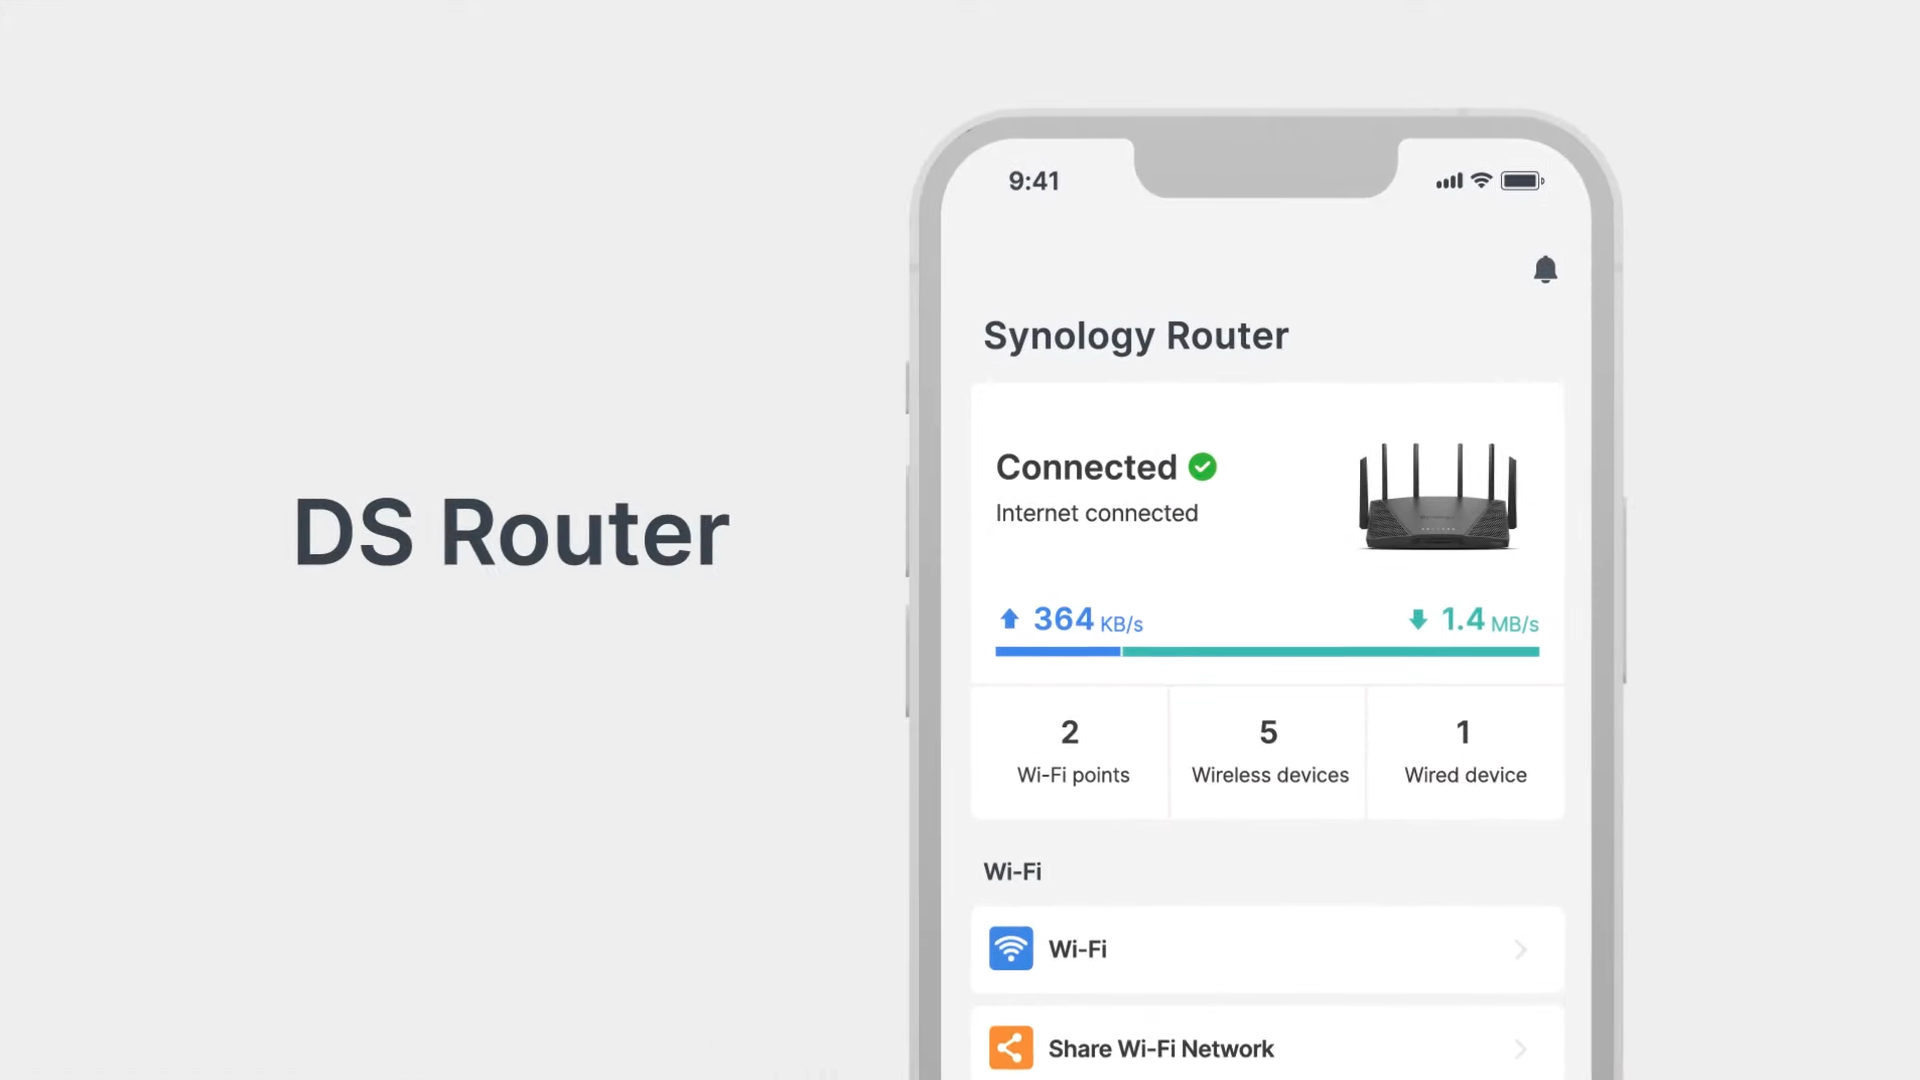 DS Router
9:41
Synology Router
Connected
Internet connected
364 KB/s
1.4 MB/s
2
Wi-Fi points
5
Wireless devices
1
Wired device
Wi-Fi
Wi-Fi
Share Wi-Fi Network